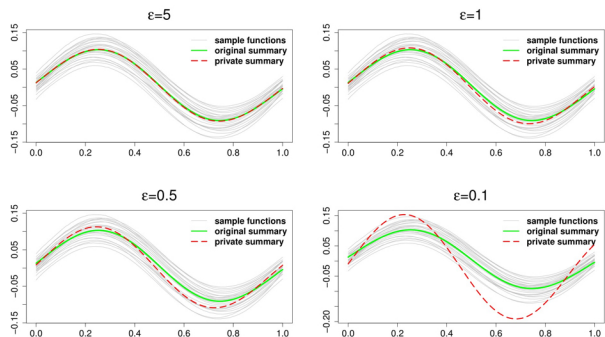 ε=5
0.15
0.05
−0.05
−0.15
sample functions
original summary
private summary
0.0 0.2 0.4 0.6 0.8 1.0
ε=1
0.15
0.05
−0.05
−0.15
sample functions
original summary
private summary
0.0 0.2 0.4 0.6 0.8 1.0
ε=0.5
0.15
0.05
−0.05
−0.15
sample functions
original summary
private summary
0.0 0.2 0.4 0.6 0.8 1.0
ε=0.1
0.15
0.05
−0.05
−0.20
sample functions
original summary
private summary
0.0 0.2 0.4 0.6 0.8 1.0